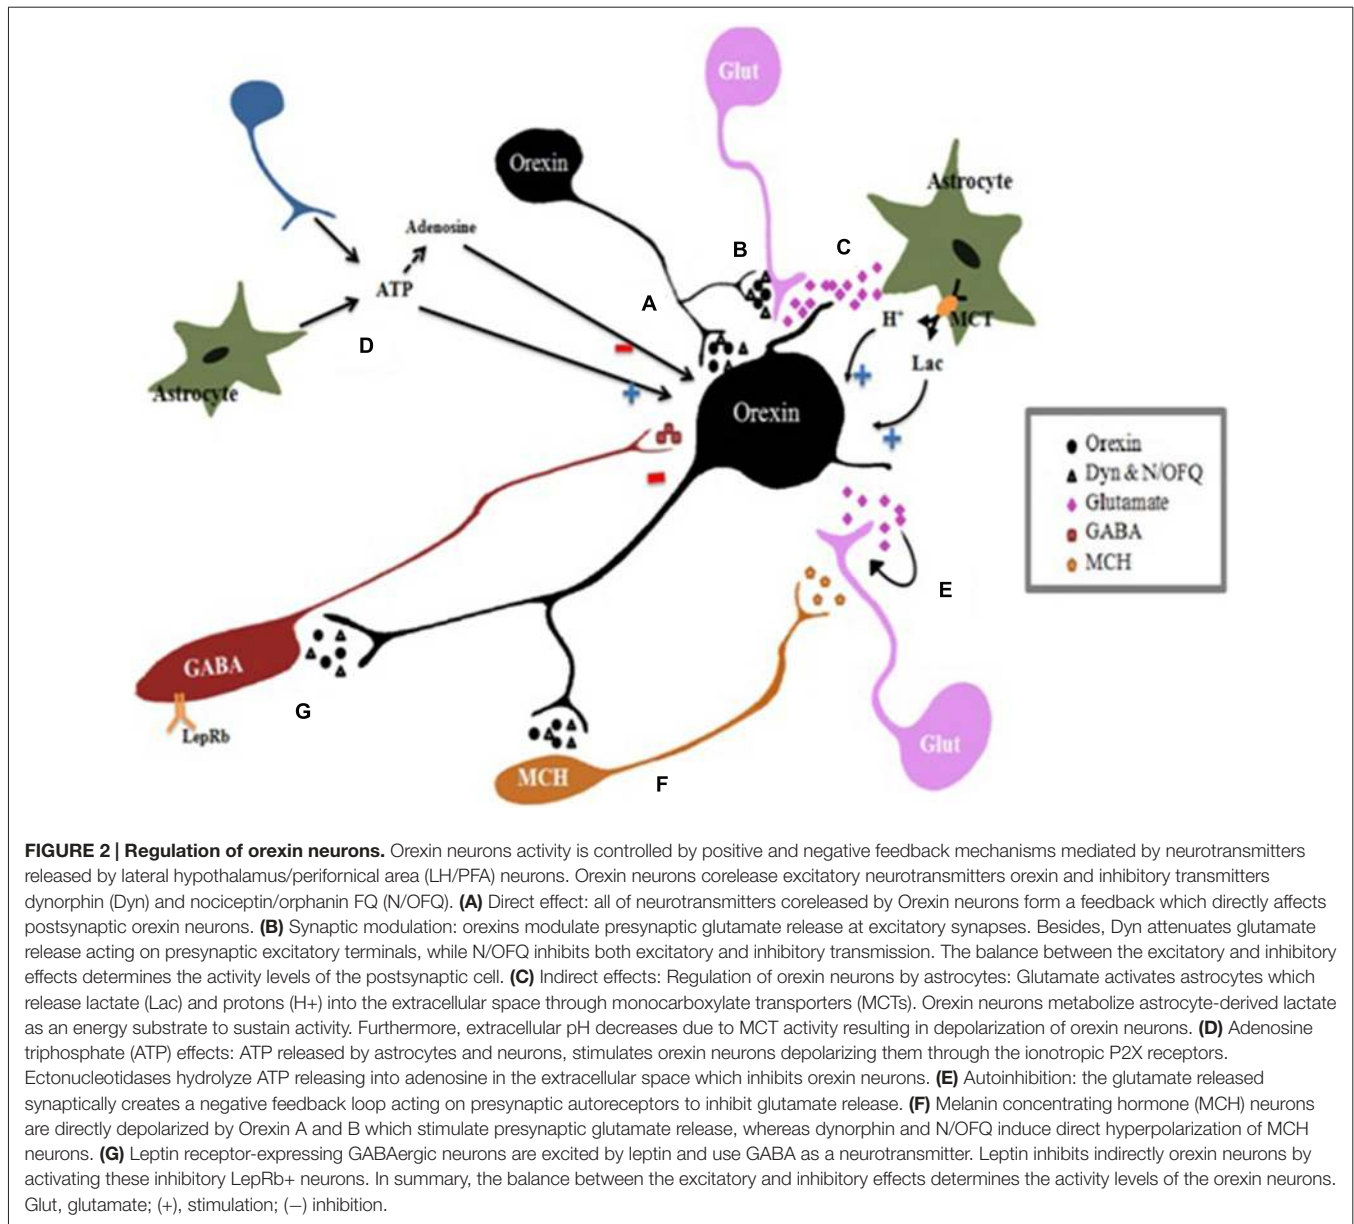 Glut
Orexin
Astrocyte
Adenosine
B
C
ATP
A
H+
MCT
D
Lac
Astrocyte
Orexin
Orexin
Dyn & N/OFQ
Glutamate
GABA
MCH
E
GABA
G
LepRb
Glut
MCH
F
FIGURE 2 | Regulation of orexin neurons. Orexin neurons activity is controlled by positive and negative feedback mechanisms mediated by neurotransmitters
released by lateral hypothalamus/perifornical area (LH/PFA) neurons. Orexin neurons corelease excitatory neurotransmitters orexin and inhibitory transmitters
dynorphin (Dyn) and nociceptin/orphanin FQ (N/OFQ). (A) Direct effect: all of neurotransmitters coreleased by Orexin neurons form a feedback which directly affects
postsynaptic orexin neurons. (B) Synaptic modulation: orexins modulate presynaptic glutamate release at excitatory synapses. Besides, Dyn attenuates glutamate
release acting on presynaptic excitatory terminals, while N/OFQ inhibits both excitatory and inhibitory transmission. The balance between the excitatory and inhibitory
effects determines the activity levels of the postsynaptic cell. (C) Indirect effects: Regulation of orexin neurons by astrocytes: Glutamate activates astrocytes which
release lactate (Lac) and protons (H+) into the extracellular space through monocarboxylate transporters (MCTs). Orexin neurons metabolize astrocyte-derived lactate
as an energy substrate to sustain activity. Furthermore, extracellular pH decreases due to MCT activity resulting in depolarization of orexin neurons. (D) Adenosine
triphosphate (ATP) effects: ATP released by astrocytes and neurons, stimulates orexin neurons depolarizing them through the ionotropic P2X receptors.
Ectonucleotidases hydrolyze ATP releasing into adenosine in the extracellular space which inhibits orexin neurons. (E) Autoinhibition: the glutamate released
synaptically creates a negative feedback loop acting on presynaptic autoreceptors to inhibit glutamate release. (F) Melanin concentrating hormone (MCH) neurons
are directly depolarized by Orexin A and B which stimulate presynaptic glutamate release, whereas dynorphin and N/OFQ induce direct hyperpolarization of MCH
neurons. (G) Leptin receptor-expressing GABAergic neurons are excited by leptin and use GABA as a neurotransmitter. Leptin inhibits indirectly orexin neurons by
activating these inhibitory LepRb+ neurons. In summary, the balance between the excitatory and inhibitory effects determines the activity levels of the orexin neurons.
Glut, glutamate; (+), stimulation; (−) inhibition.